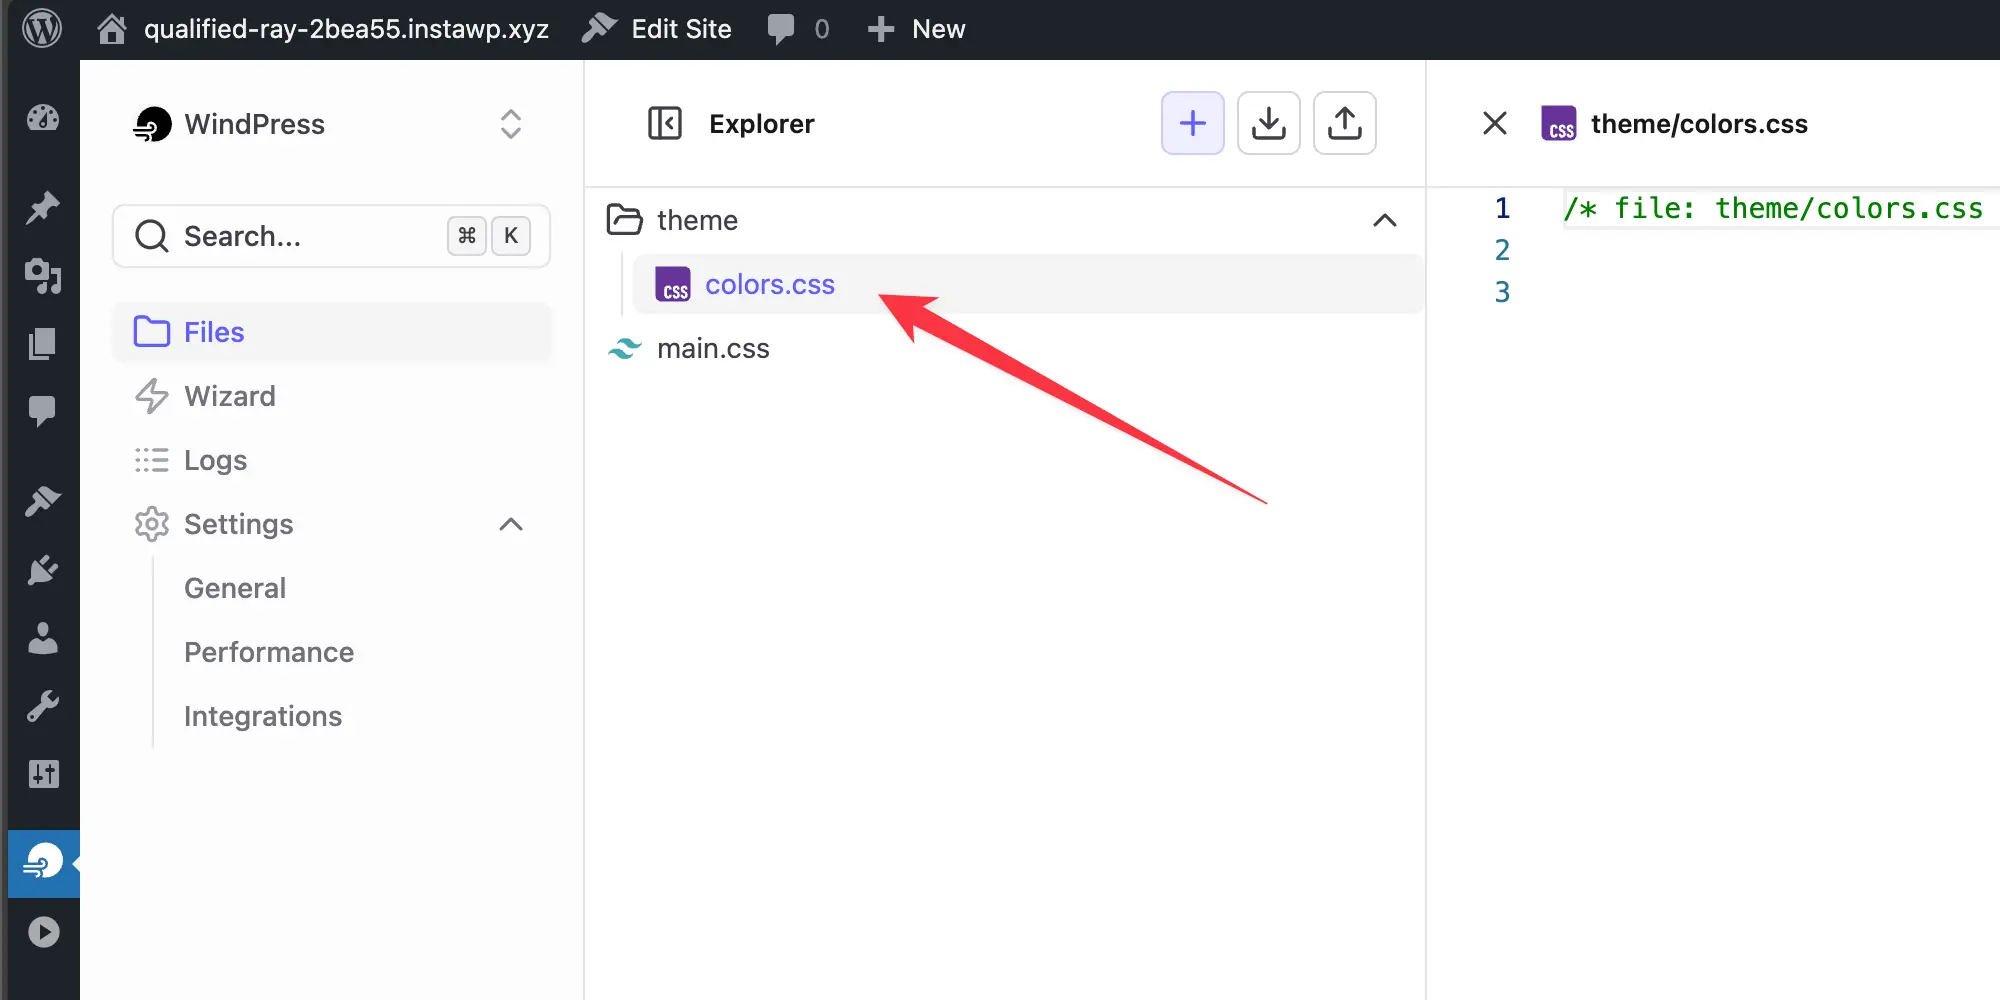 qualified-ray-2bea55.instawp.xyz Edit Site 0 New
WindPress
Search... ⌘ K
Files
Wizard
Logs
Settings
General
Performance
Integrations
Explorer
theme
CSS colors.css
main.css
CSS theme/colors.css
1 /* file: theme/colors.css
2
3